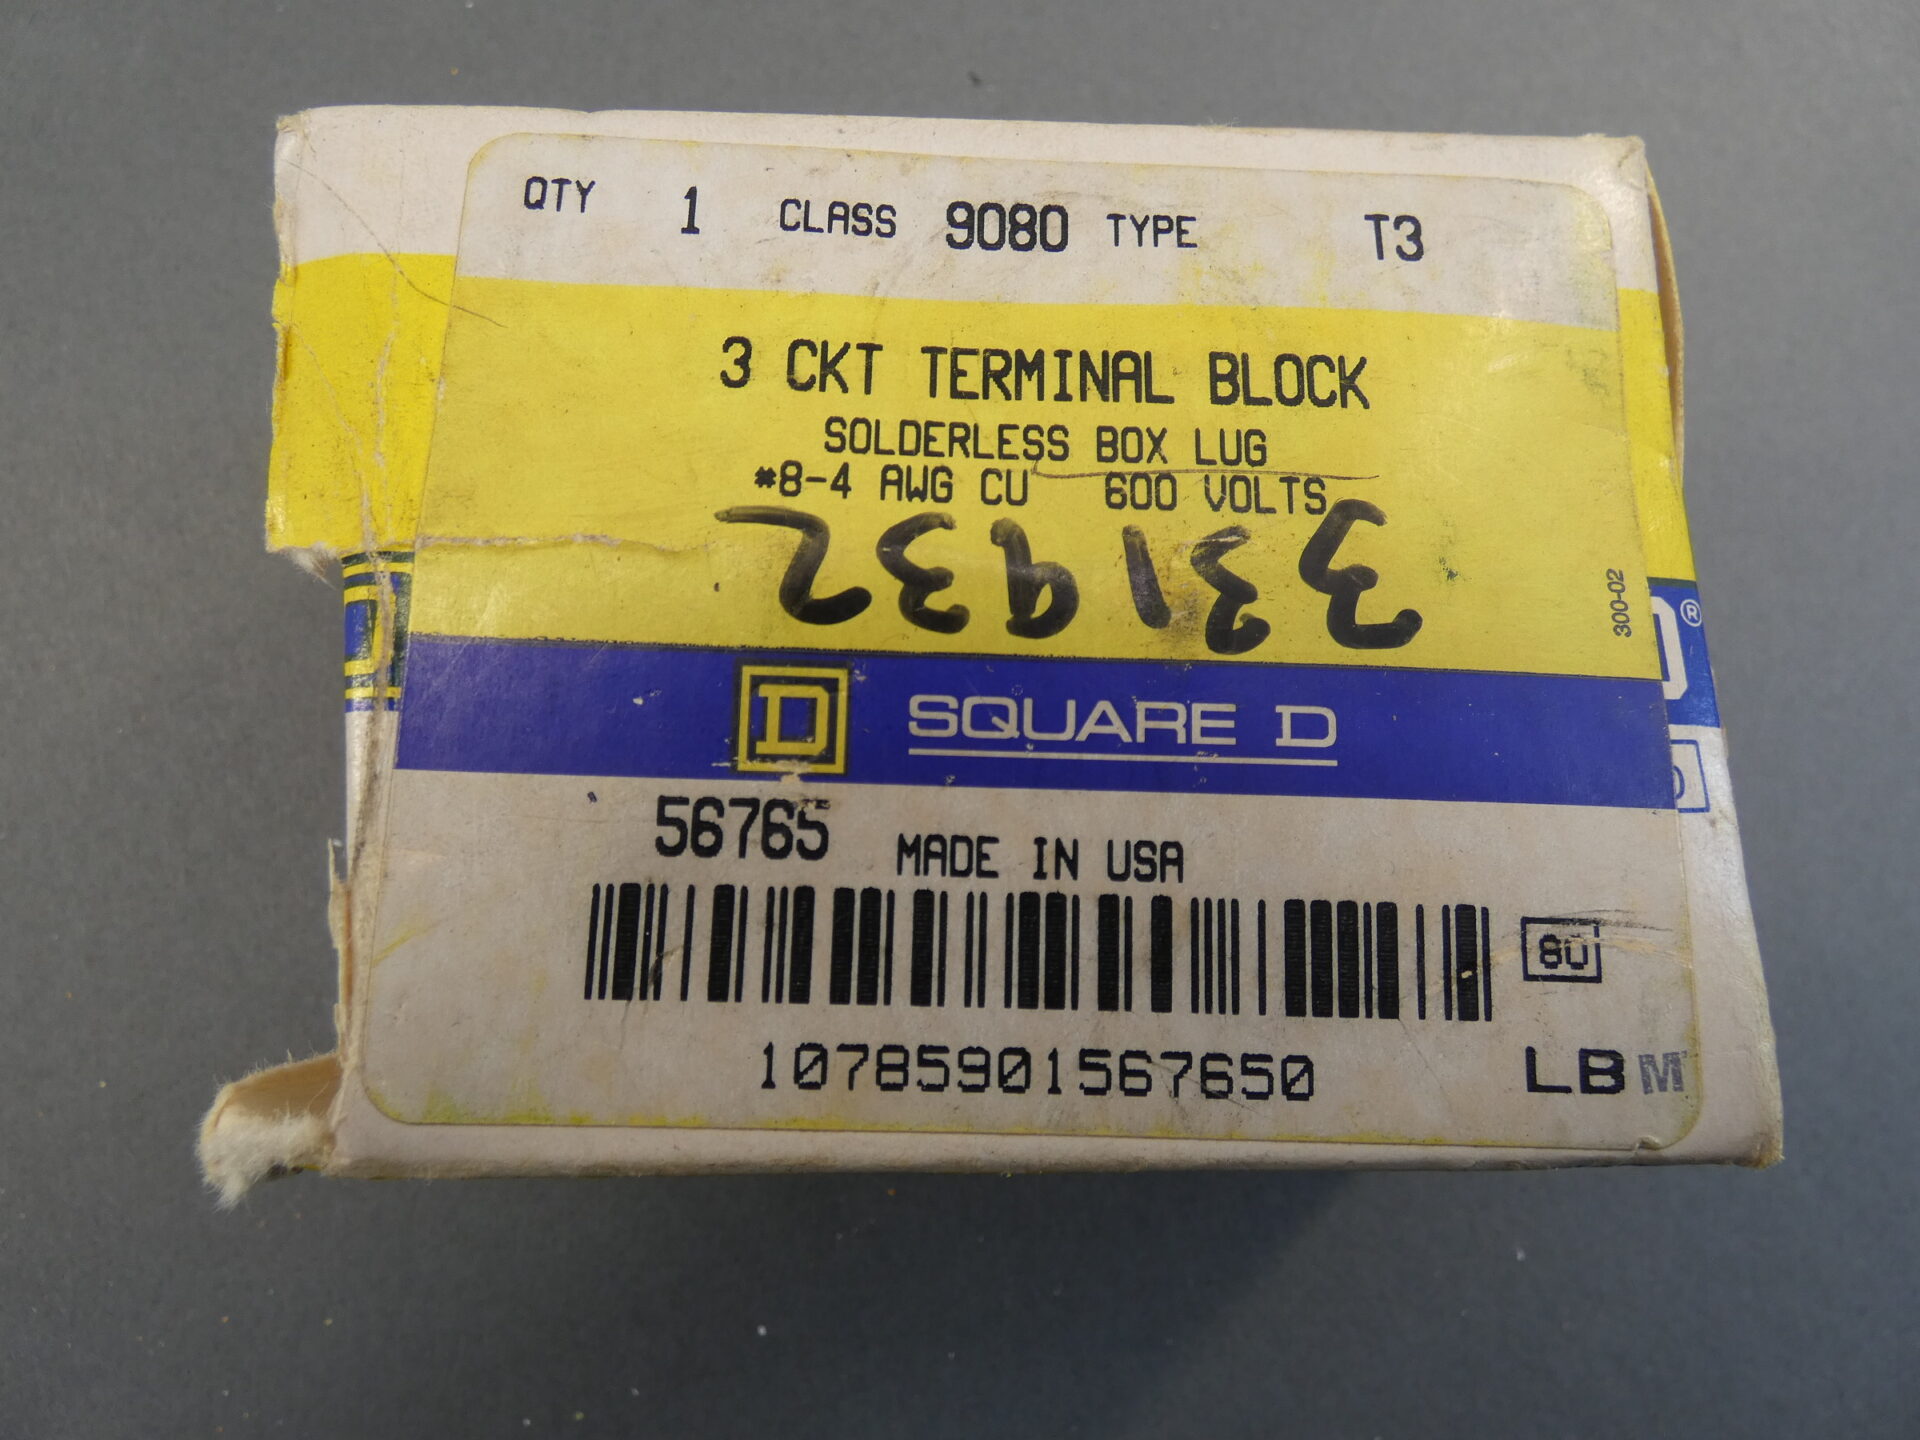 QTY 1 CLASS 9080 TYPE T3
3 CKT TERMINAL BLOCK
SOLDERLESS BOX LUG
#8-4 AWG CU 600 VOLTS
331932
300-02
D SQUARE D
D®
56765 MADE IN USA
80
10785901567650
LBM